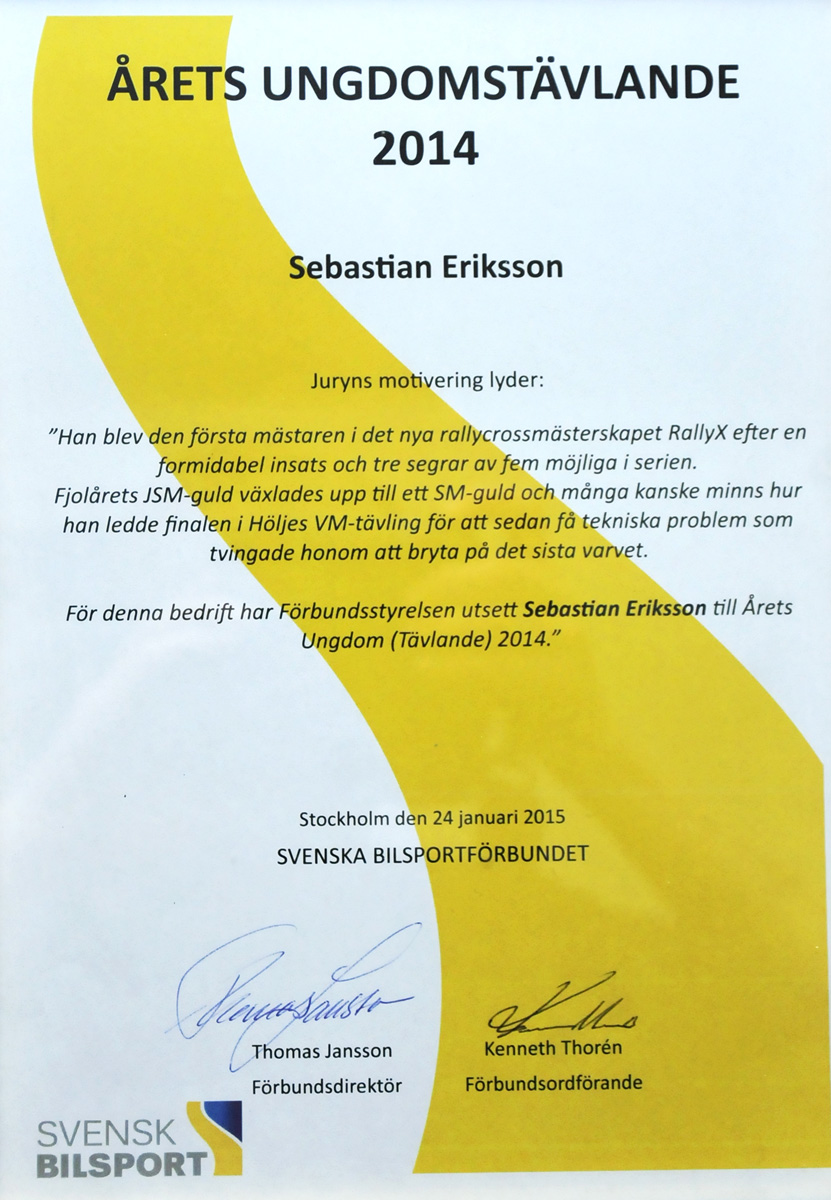 ÅRETS UNGDOMSTÄVLANDE
2014
Sebastian Eriksson
Juryns motivering lyder:
”Han blev den första mästaren i det nya rallycrossmästerskapet RallyX efter en
formidabel insats och tre segrar av fem möjliga i serien.
Fjolårets JSM-guld växlades upp till ett SM-guld och många kanske minns hur
han ledde finalen i Höljes VM-tävling för att sedan få tekniska problem som
tvingade honom att bryta på det sista varvet.
För denna bedrift har Förbundsstyrelsen utsett Sebastian Eriksson till Årets
Ungdom (Tävlande) 2014.”
Stockholm den 24 januari 2015
SVENSKA BILSPORTFÖRBUNDET
Thomas Jansson
Kenneth Thorén
Förbundsdirektör
Förbundsordförande
SVENSK
BILSPORT